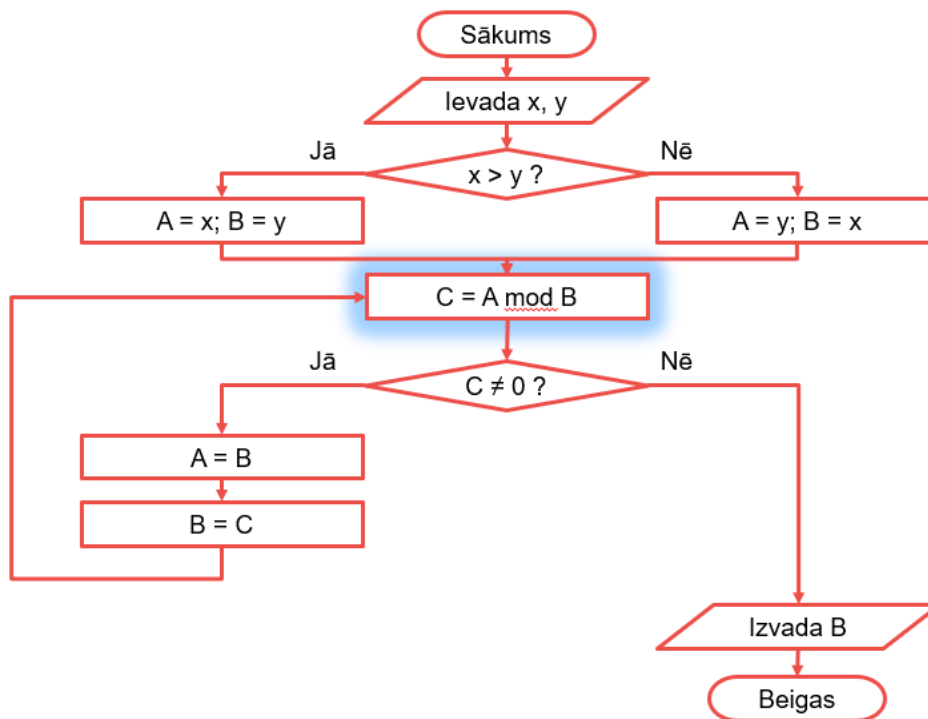 Sākums
Ievada x, y
Jā
Nē
x > y ?
A = x; B = y
A = y; B = x
C = A mod B
Jā
Nē
C ≠ 0 ?
A = B
B = C
Izvada B
Beigas